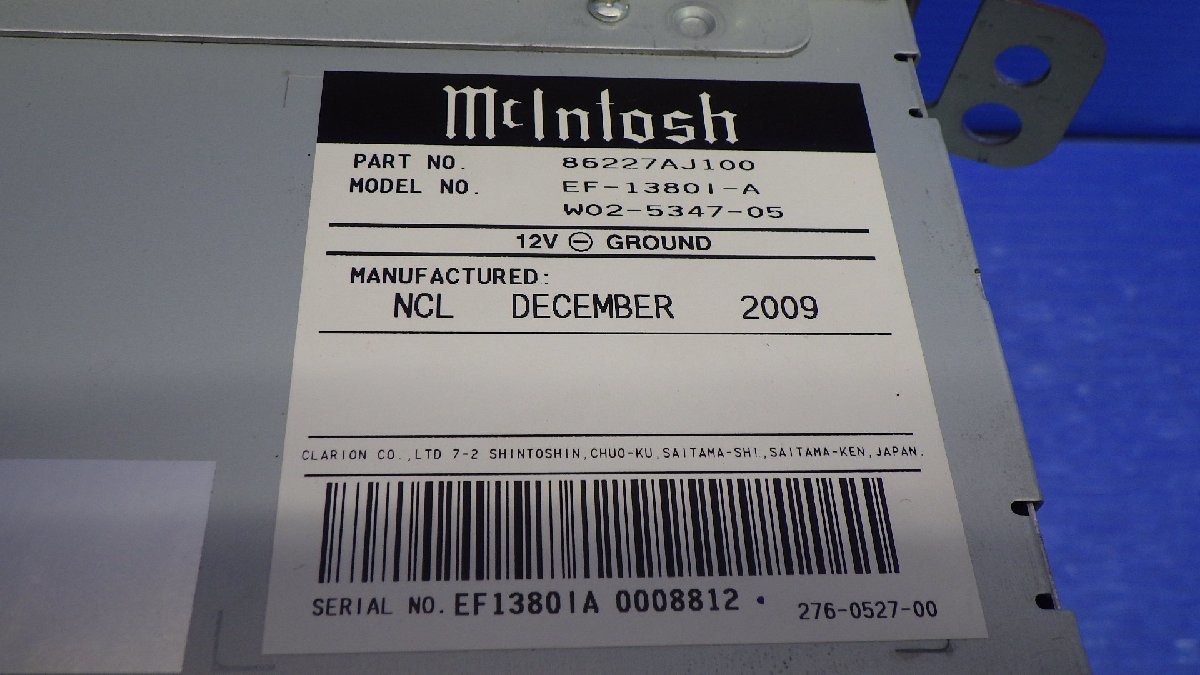 McIntosh
PART NO. 86227AJ100
MODEL NO. EF-1380I-A
W02-5347-05
12V ⊖ GROUND
MANUFACTURED:
NCL DECEMBER 2009
CLARION CO.,LTD 7-2 SHINTOSHIN,CHUO-KU,SAITAMA-SHI.,SAITAMA-KEN,JAPAN.
SERIAL NO. EF1380IA 0008812
276-0527-00